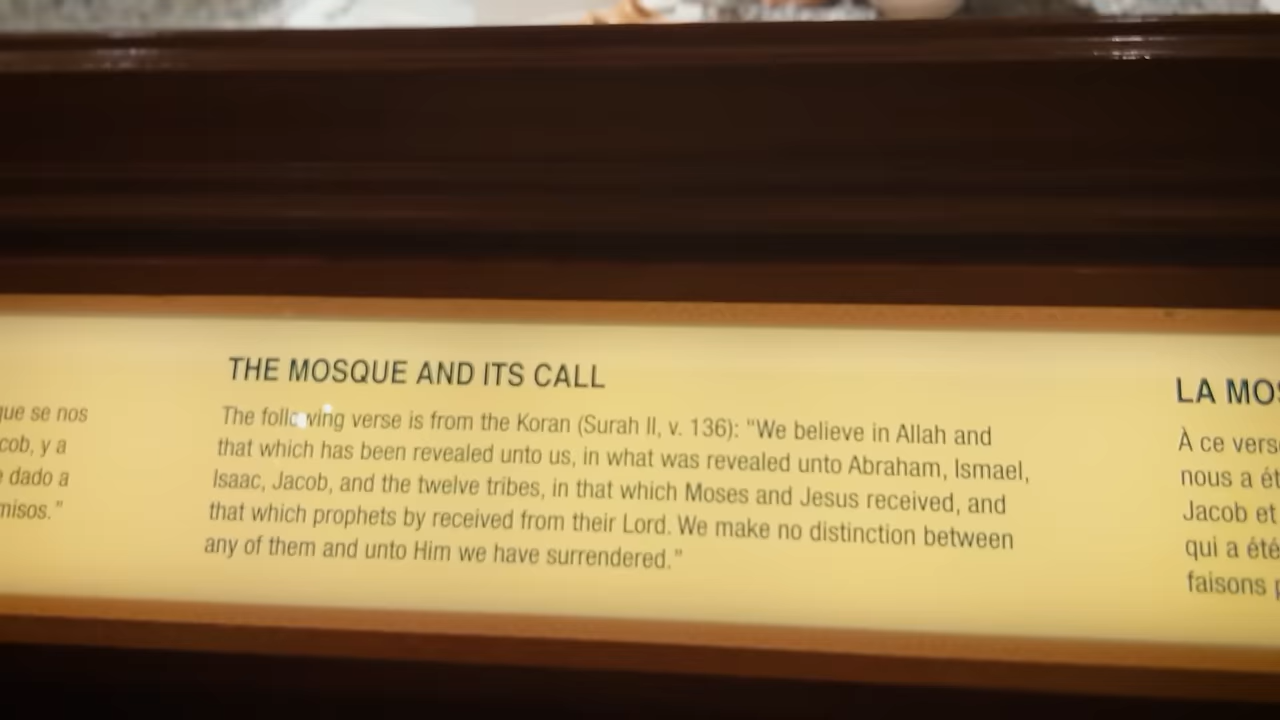 que se nos
cob, y a
dado a
misos."
THE MOSQUE AND ITS CALL
The following verse is from the Koran (Surah II, v. 136): "We believe in Allah and
that which has been revealed unto us, in what was revealed unto Abraham, Ismael,
Isaac, Jacob, and the twelve tribes, in that which Moses and Jesus received, and
that which prophets by received from their Lord. We make no distinction between
any of them and unto Him we have surrendered."
LA MOS
À ce vers
nous a ét
Jacob et
qui a été
faisons p